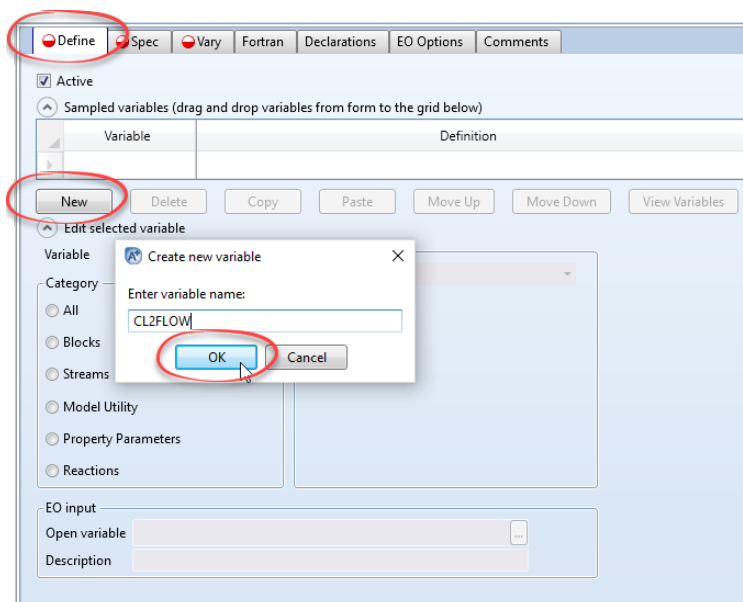 Define Spec Vary Fortran Declarations EO Options Comments
Active
Sampled variables (drag and drop variables from form to the grid below)
Variable Definition
New Delete Copy Paste Move Up Move Down View Variables
Edit selected variable
Variable
Create new variable
Category
Enter variable name:
All
CL2FLOW
Blocks
OK Cancel
Streams
Model Utility
Property Parameters
Reactions
EO input
Open variable ...
Description